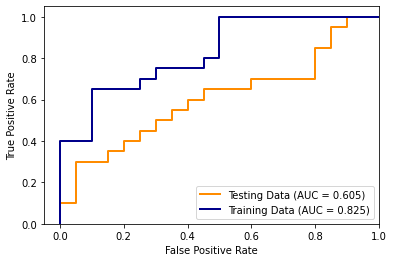 True Positive Rate
1.0
0.8
0.6
0.4
0.2
0.0
Testing Data (AUC = 0.605)
Training Data (AUC = 0.825)
0.0 0.2 0.4 0.6 0.8 1.0
False Positive Rate